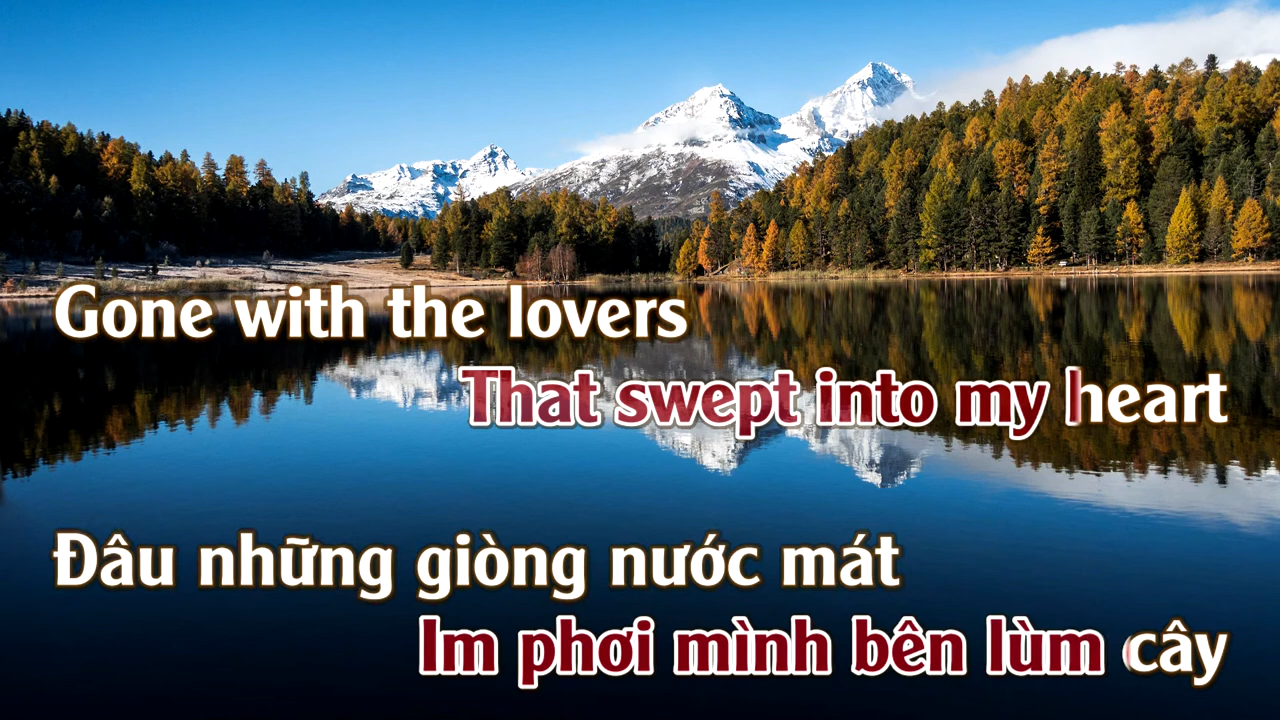 Gone with the lovers
That swept into my heart
Đâu những giòng nước mát
Im phơi mình bên lùm cây